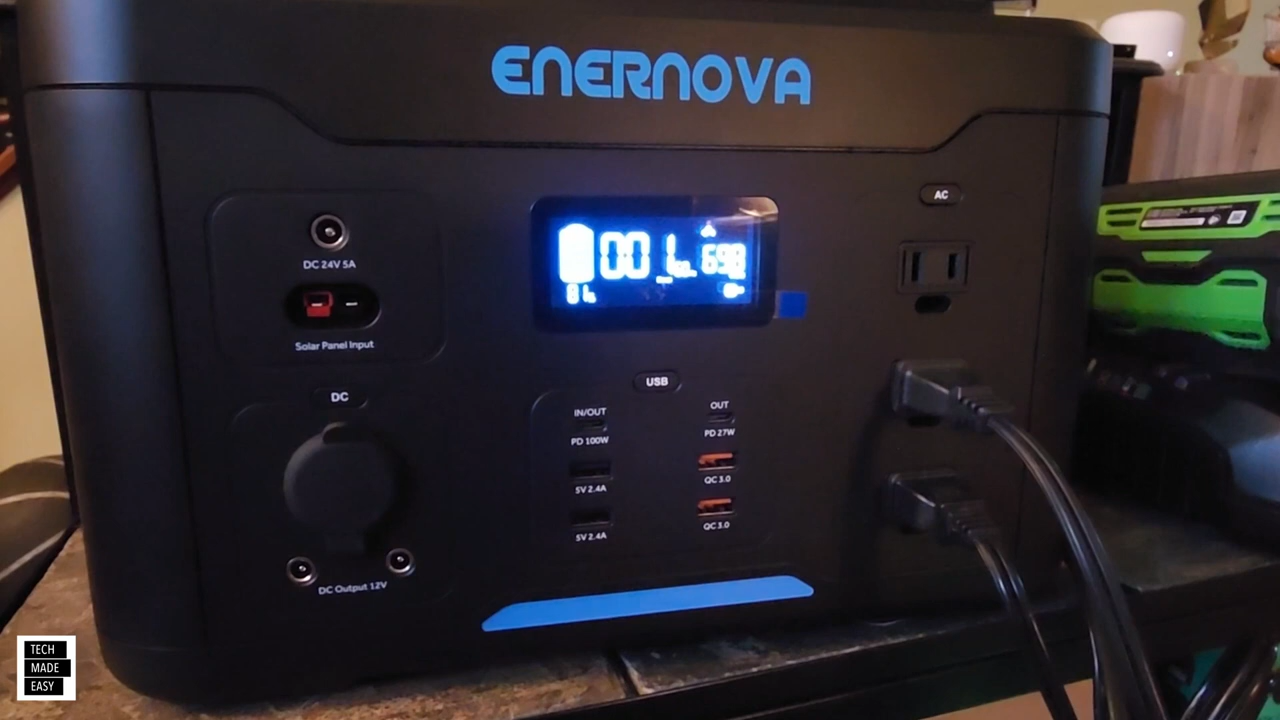 ENERNOVA
AC
DC 24V 5A
Solar Panel Input
DC
USB
IN/OUT
OUT
PD 100W
PD 27W
5V 2.4A
QC 3.0
5V 2.4A
QC 3.0
DC Output 12V
TECH
MADE
EASY